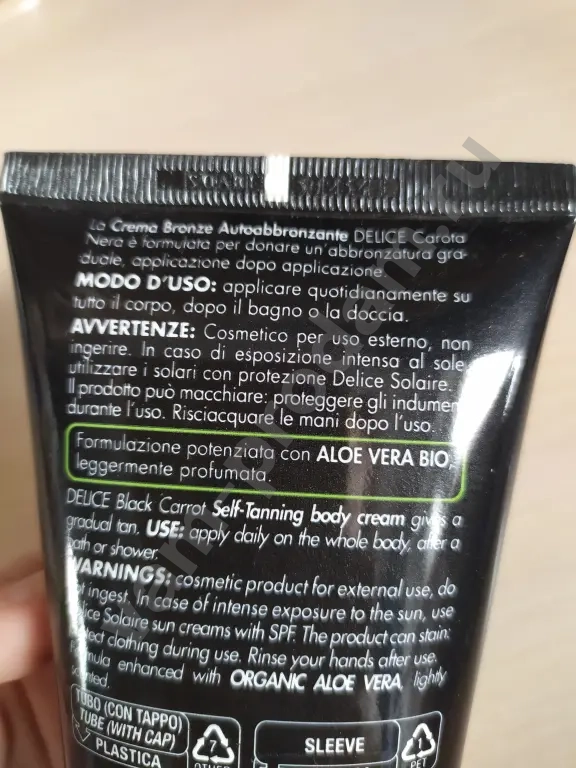 La Crema Bronze Autoabbronzante DELICE Carota
Nera è formulata per donare un'abbronzatura gra-
duale, applicazione dopo applicazione.
MODO D'USO: applicare quotidianamente su
tutto il corpo, dopo il bagno o la doccia.
AVVERTENZE: Cosmetico per uso esterno, non
ingerire. In caso di esposizione intensa al sole
utilizzare i solari con protezione Delice Solaire.
Il prodotto può macchiare: proteggere gli indumen
durante l'uso. Risciacquare le mani dopo l'uso.
Formulazione potenziata con ALOE VERA BIO,
leggermente profumata.
DELICE Black Carrot Self-Tanning body cream gives a
gradual tan. USE: apply daily on the whole body, after a
ath or shower.
WARNINGS: cosmetic product for external use, do
ot ingest. In case of intense exposure to the sun, use
lice Solaire sun creams with SPF. The product can stain:
otect clothing during use. Rinse your hands after use.
mula enhanced with ORGANIC ALOE VERA, lightly
scented.
TUBO (CON TAPPO)
TUBE (WITH CAP)
PLASTICA
7
OTHER
SLEEVE
1
PET